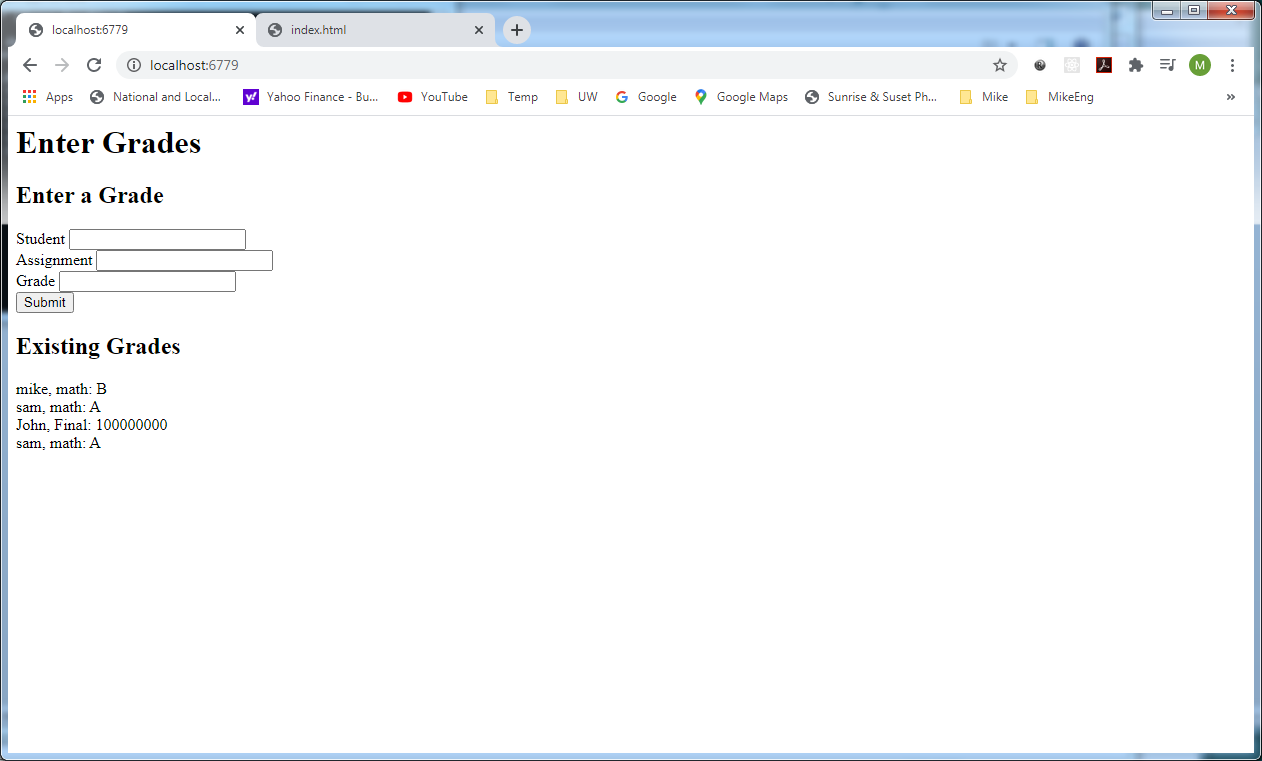 localhost:6779
index.html
localhost:6779
M
Apps
National and Local...
y!
Yahoo Finance - Bu...
YouTube
Temp
UW
G
Google
Google Maps
Sunrise & Suset Ph...
Mike
MikeEng
»
Enter Grades
Enter a Grade
Student
Assignment
Grade
Submit
Existing Grades
mike, math: B
sam, math: A
John, Final: 100000000
sam, math: A